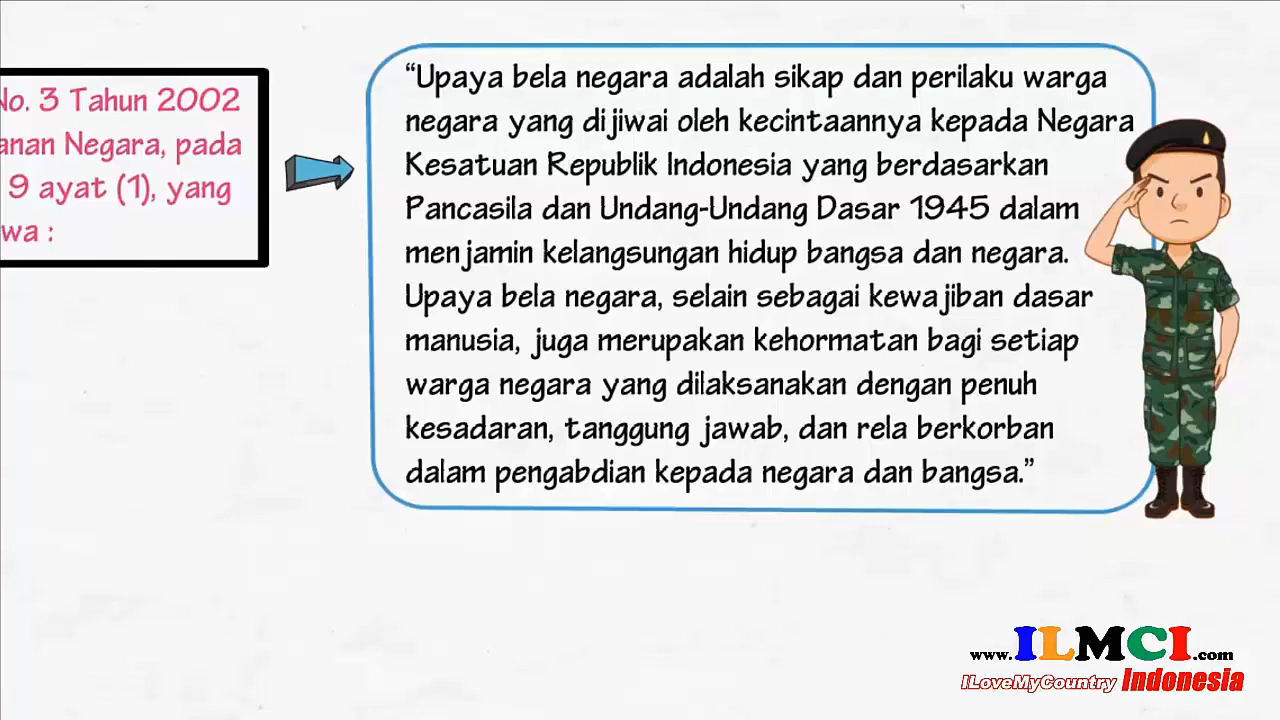 No. 3 Tahun 2002
anan Negara, pada
9 ayat (1), yang
wa :
“Upaya bela negara adalah sikap dan perilaku warga
negara yang dijiwai oleh kecintaannya kepada Negara
Kesatuan Republik Indonesia yang berdasarkan
Pancasila dan Undang-Undang Dasar 1945 dalam
menjamin kelangsungan hidup bangsa dan negara.
Upaya bela negara, selain sebagai kewajiban dasar
manusia, juga merupakan kehormatan bagi setiap
warga negara yang dilaksanakan dengan penuh
kesadaran, tanggung jawab, dan rela berkorban
dalam pengabdian kepada negara dan bangsa.”
www.ILMCI.com
ILoveMyCountry Indonesia